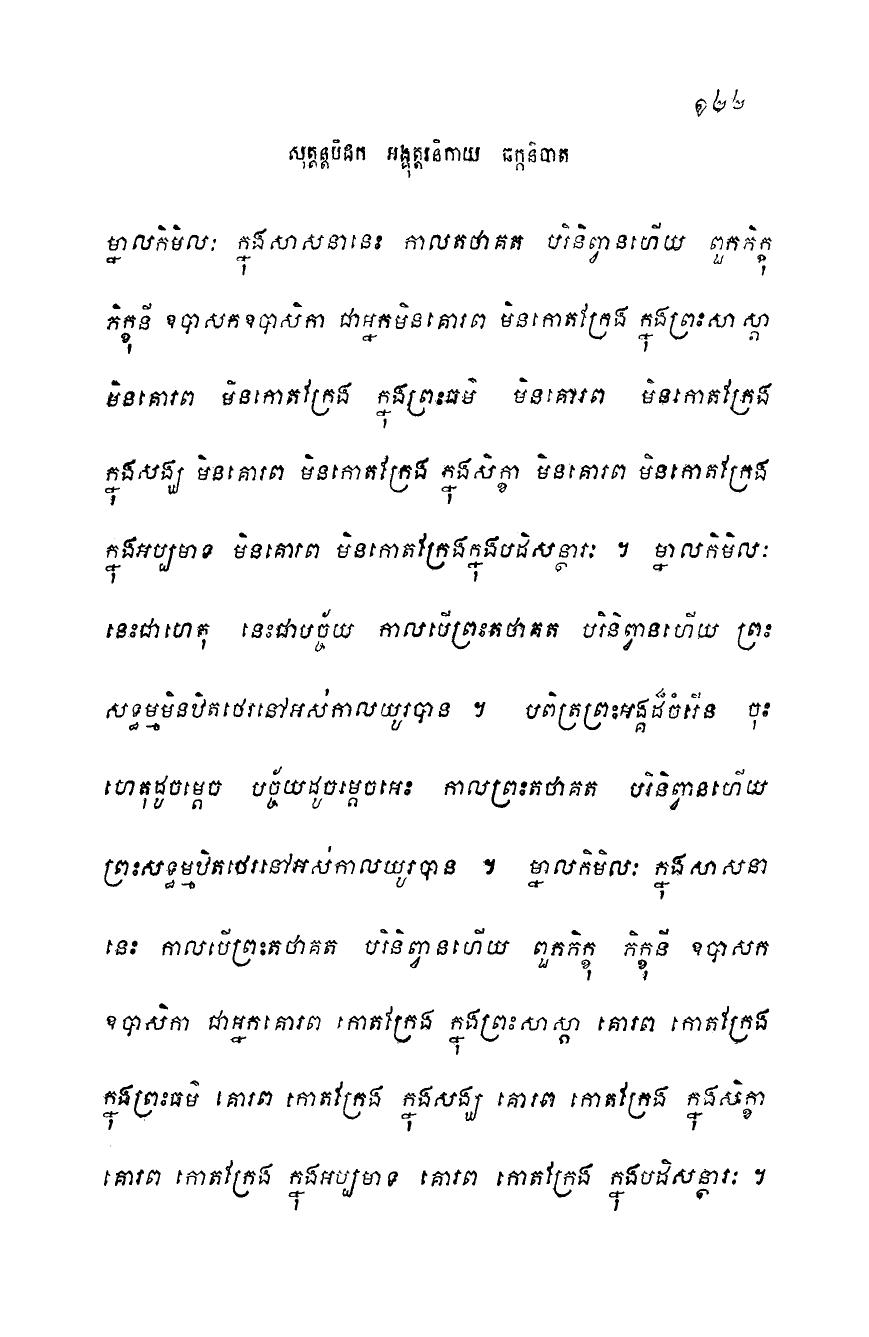 ១២២
សុត្តន្តបិដក អង្គុត្តរនិកាយ ឆក្កនិបាត
ម្នាលកិមិលៈ ក្នុងសាសនានេះ កាលតថាគត បរិនិព្វានហើយ ពួកភិក្ខុ
ភិក្ខុនី ឧបាសកឧបាសិកា ជាអ្នកមិនគោរព មិនកោតក្រែង ក្នុងព្រះសាស្តា
មិនគោរព មិនកោតក្រែង ក្នុងព្រះធម៌ មិនគោរព មិនកោតក្រែង
ក្នុងសង្ឃ មិនគោរព មិនកោតក្រែង ក្នុងសិក្ខា មិនគោរព មិនកោតក្រែង
ក្នុងអប្បមាទ មិនគោរព មិនកោតក្រែងក្នុងបដិសន្ថារៈ ។ ម្នាលកិមិលៈ
នេះជាហេតុ នេះជាបច្ច័យ កាលបើព្រះតថាគត បរិនិព្វានហើយ ព្រះ
សទ្ធម្មមិនឋិតថេរនៅអស់កាលយូរបាន ។ បពិត្រព្រះអង្គដ៏ចំរើន ចុះ
ហេតុដូចម្តេច បច្ច័យដូចម្តេចអេះ កាលព្រះតថាគត បរិនិព្វានហើយ
ព្រះសទ្ធម្មឋិតថេរនៅអស់កាលយូរបាន ។ ម្នាលកិមិលៈ ក្នុងសាសនា
នេះ កាលបើព្រះតថាគត បរិនិព្វានហើយ ពួកភិក្ខុ ភិក្ខុនី ឧបាសក
ឧបាសិកា ជាអ្នកគោរព កោតក្រែង ក្នុងព្រះសាស្តា គោរព កោតក្រែង
ក្នុងព្រះធម៌ គោរព កោតក្រែង ក្នុងសង្ឃ គោរព កោតក្រែង ក្នុងសិក្ខា
គោរព កោតក្រែង ក្នុងអប្បមាទ គោរព កោតក្រែង ក្នុងបដិសន្ថារៈ ។